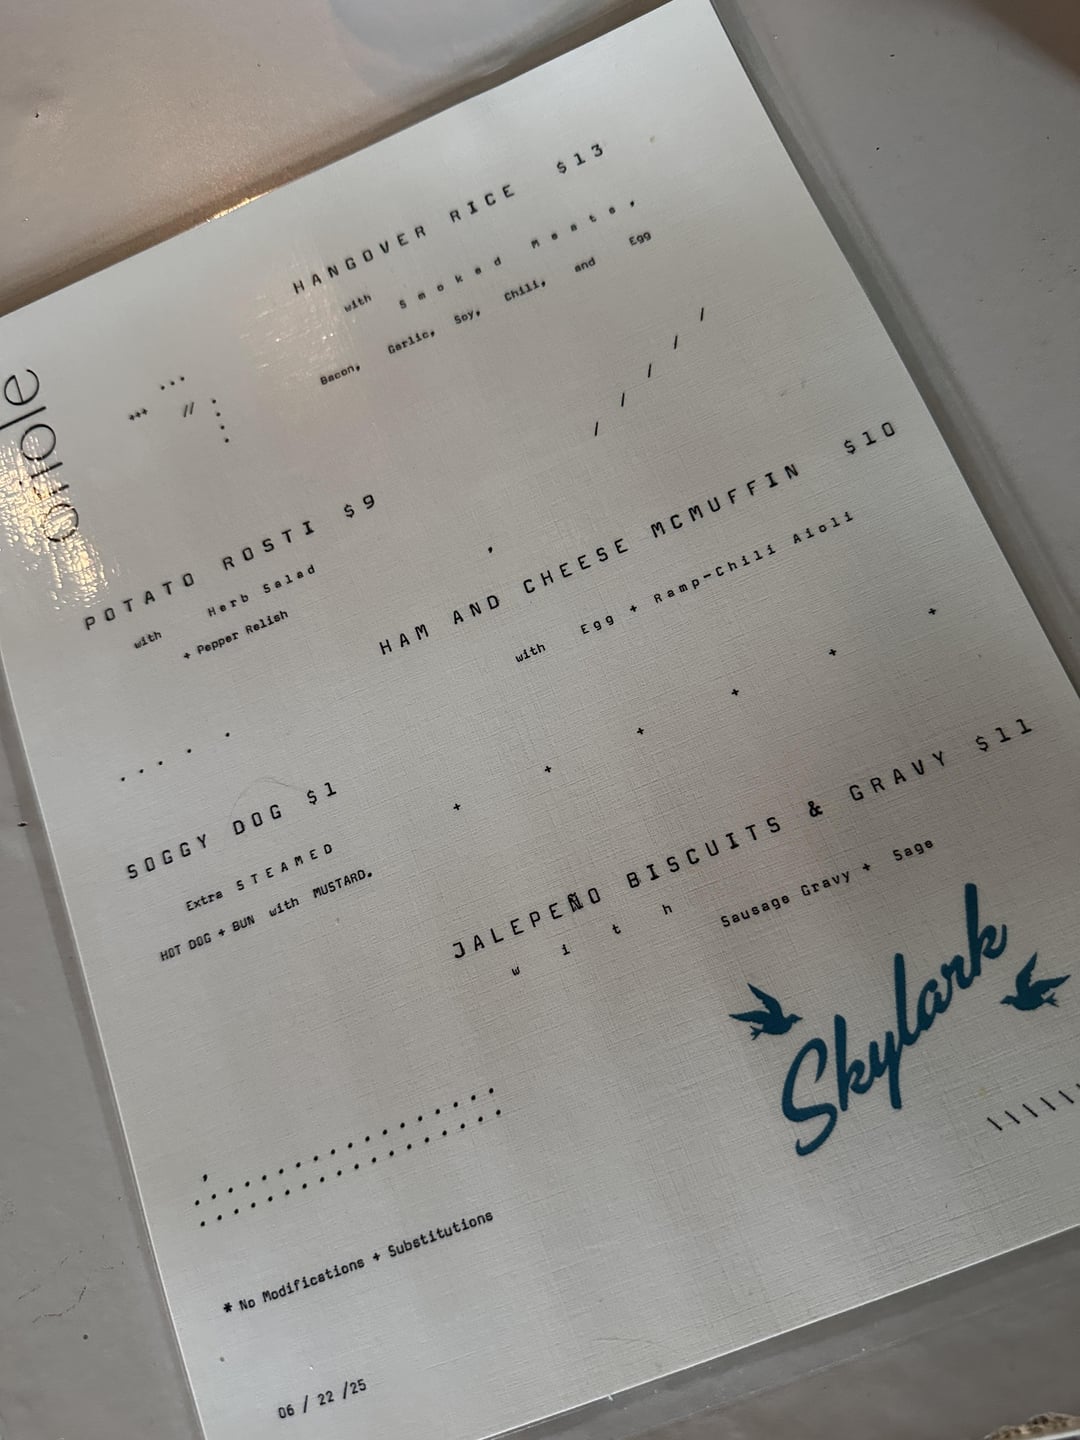 oriole
HANGOVER RICE $13
with Smoked Meats,
Bacon, Garlic, Soy, Chili, and Egg
POTATO ROSTI $9
with Herb Salad
+ Pepper Relish
HAM AND CHEESE MCMUFFIN $10
with Egg + Ramp-Chili Aioli
SOGGY DOG $1
Extra STEAMED
HOT DOG + BUN with MUSTARD.
JALEPEÑO BISCUITS & GRAVY $11
with Sausage Gravy + Sage
Skylark
* No Modifications + Substitutions
06 / 22 /25